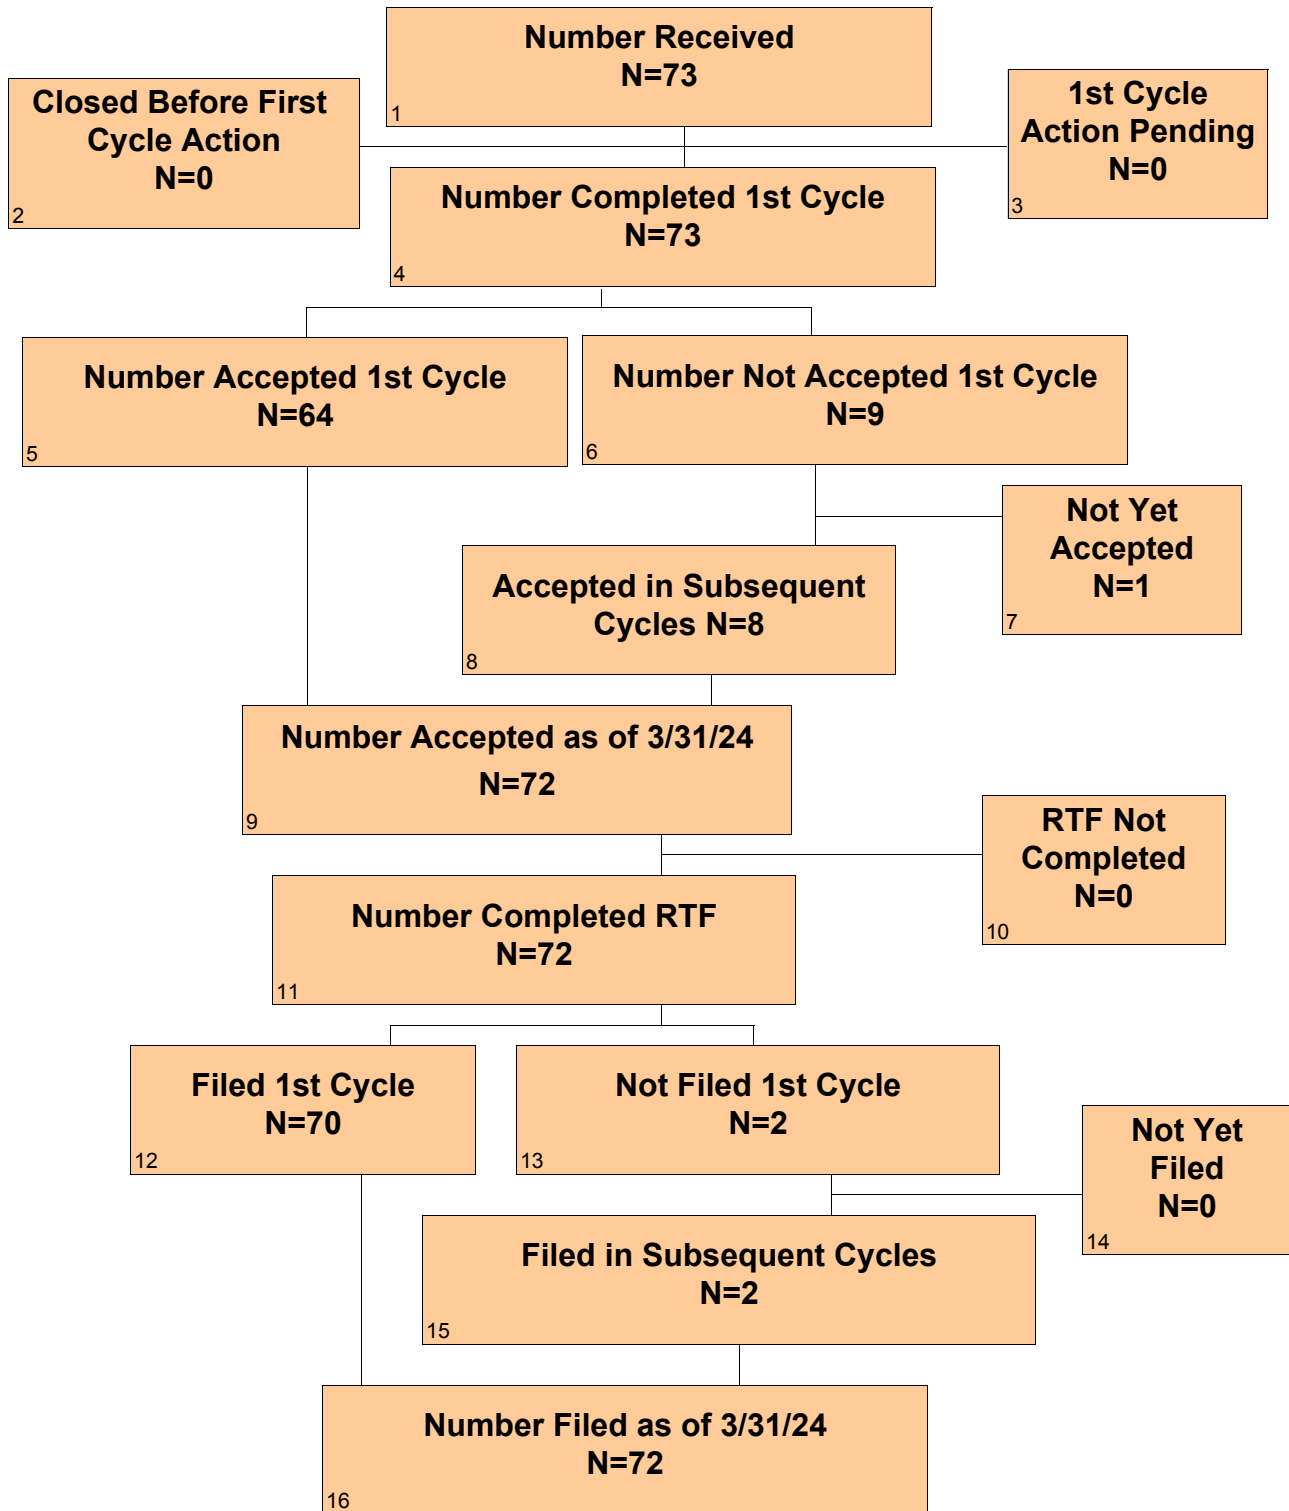 Number Received
N=73
1
Closed Before First
Cycle Action
N=0
2
1st Cycle
Action Pending
N=0
3
Number Completed 1st Cycle
N=73
4
Number Accepted 1st Cycle
N=64
5
Number Not Accepted 1st Cycle
N=9
6
Not Yet
Accepted
N=1
7
Accepted in Subsequent
Cycles N=8
8
Number Accepted as of 3/31/24
N=72
9
RTF Not
Completed
N=0
10
Number Completed RTF
N=72
11
Filed 1st Cycle
N=70
12
Not Filed 1st Cycle
N=2
13
Not Yet
Filed
N=0
14
Filed in Subsequent Cycles
N=2
15
Number Filed as of 3/31/24
N=72
16